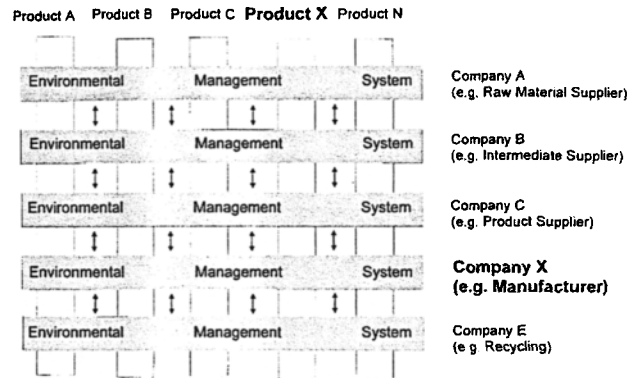 Product A Product B Product C Product X Product N
Environmental Management System
Company A
(e.g. Raw Material Supplier)
Environmental Management System
Company B
(e.g. Intermediate Supplier)
Environmental Management System
Company C
(e.g. Product Supplier)
Environmental Management System
Company X
(e.g. Manufacturer)
Environmental Management System
Company E
(e.g. Recycling)